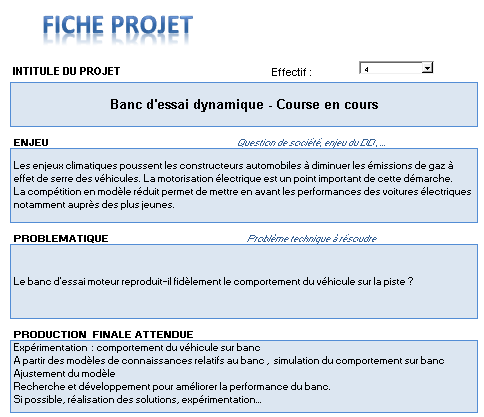 FICHE PROJET
INTITULE DU PROJET
Effectif :
4
Banc d'essai dynamique - Course en cours
ENJEU
Question de société, enjeu du DD, ...
Les enjeux climatiques poussent les constructeurs automobiles à diminuer les émissions de gaz à
effet de serre des véhicules. La motorisation électrique est un point important de cette démarche.
La compétition en modèle réduit permet de mettre en avant les performances des voitures électriques
notamment auprès des plus jeunes.
PROBLEMATIQUE
Problème technique à résoudre
Le banc d'essai moteur reproduit-il fidèlement le comportement du véhicule sur la piste ?
PRODUCTION FINALE ATTENDUE
Expérimentation : comportement du véhicule sur banc
A partir des modèles de connaissances relatifs au banc , simulation du comportement sur banc
Ajustement du modèle
Recherche et développement pour améliorer la performance du banc.
Si possible, réalisation des solutions, expérimentation...